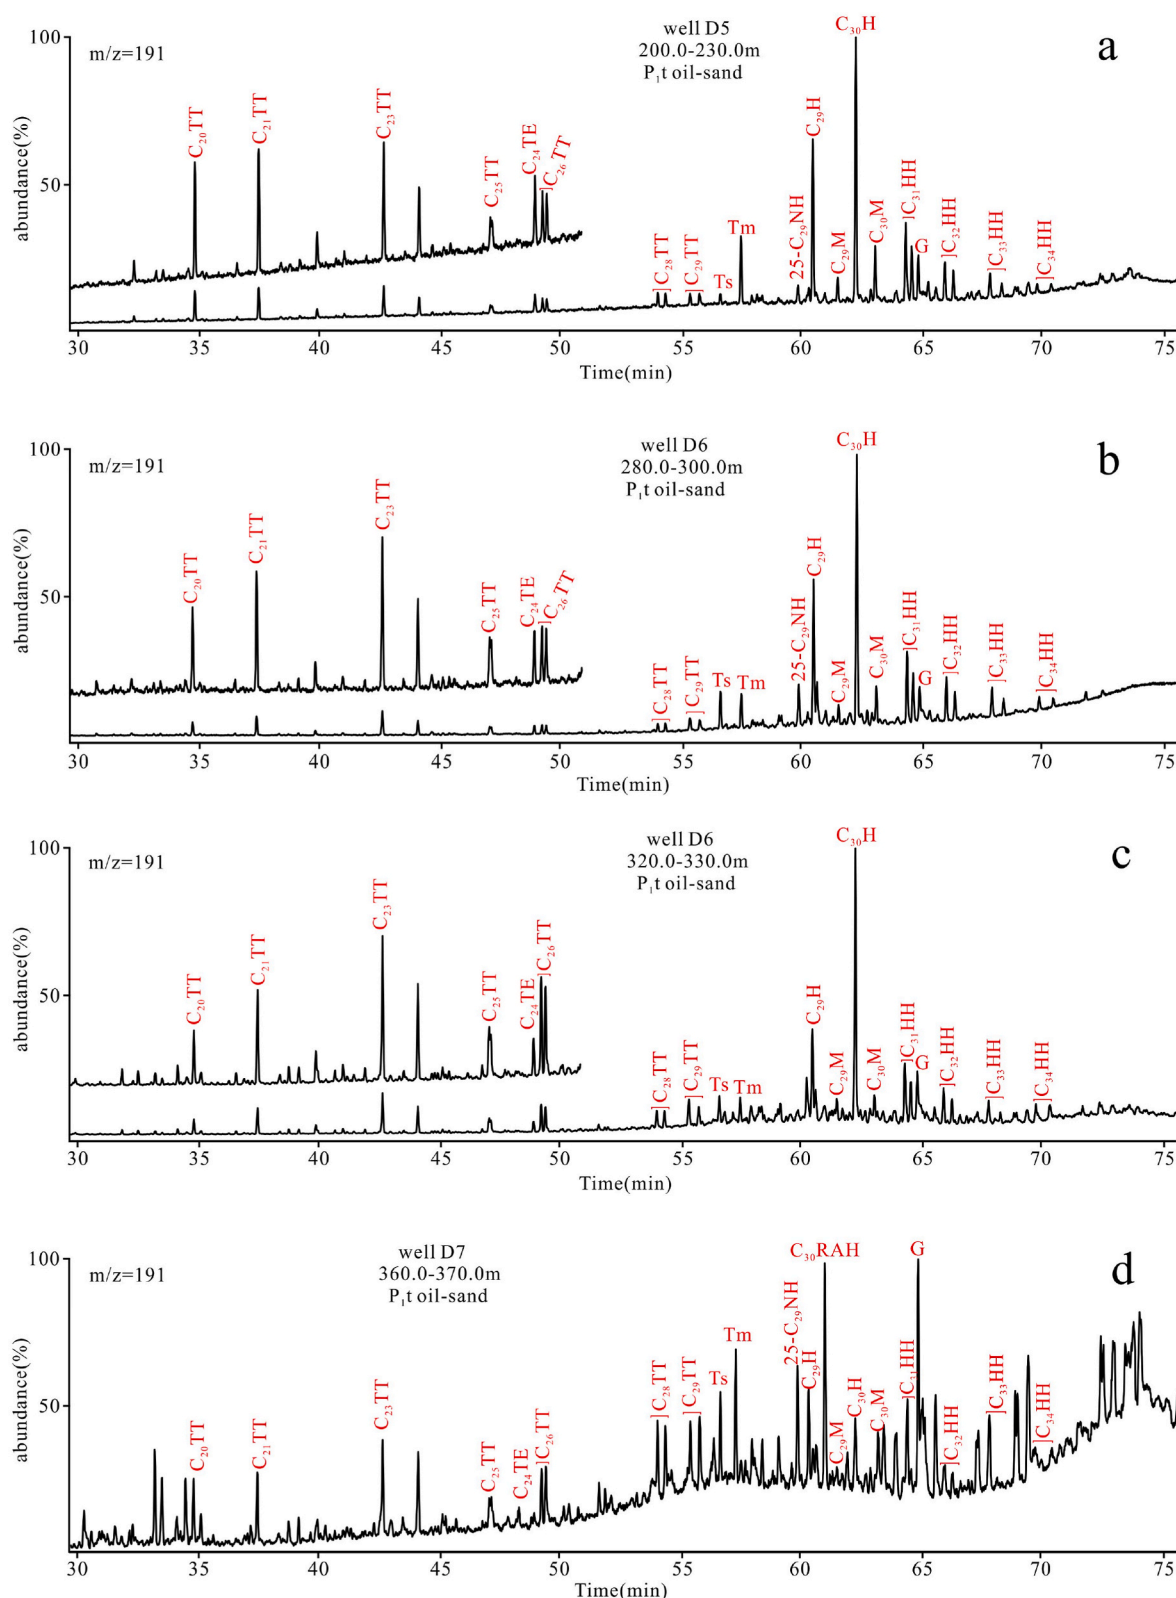 well D5
200.0-230.0m
P₁t oil-sand
a
m/z=191
abundance(%)
100
50
C₂₀TT
C₂₁TT
C₂₃TT
C₂₅TT
C₂₄TE
]C₂₆TT
]C₂₈TT
]C₂₉TT
Ts
Tm
25-C₂₉NH
C₂₉H
C₂₉M
C₃₀H
C₃₀M
]C₃₁HH
G
]C₃₂HH
]C₃₃HH
]C₃₄HH
30 35 40 45 50 55 60 65 70 75
Time(min)
well D6
280.0-300.0m
P₁t oil-sand
b
m/z=191
abundance(%)
100
50
C₂₀TT
C₂₁TT
C₂₃TT
C₂₅TT
C₂₄TE
]C₂₆TT
]C₂₈TT
]C₂₉TT
Ts
Tm
25-C₂₉NH
C₂₉H
C₂₉M
C₃₀H
C₃₀M
]C₃₁HH
G
]C₃₂HH
]C₃₃HH
]C₃₄HH
30 35 40 45 50 55 60 65 70 75
Time(min)
well D6
320.0-330.0m
P₁t oil-sand
c
m/z=191
abundance(%)
100
50
C₂₀TT
C₂₁TT
C₂₃TT
C₂₅TT
C₂₄TE
]C₂₆TT
]C₂₈TT
]C₂₉TT
Ts
Tm
C₂₉H
C₂₉M
C₃₀H
C₃₀M
]C₃₁HH
G
]C₃₂HH
]C₃₃HH
]C₃₄HH
30 35 40 45 50 55 60 65 70 75
Time(min)
well D7
360.0-370.0m
P₁t oil-sand
d
m/z=191
abundance(%)
100
50
C₂₀TT
C₂₁TT
C₂₃TT
C₂₅TT
C₂₄TE
]C₂₆TT
]C₂₈TT
]C₂₉TT
Ts
Tm
25-C₂₉NH
C₂₉H
C₃₀RAH
C₂₉M
C₃₀H
C₃₀M
]C₃₁HH
G
]C₃₂HH
]C₃₃HH
]C₃₄HH
30 35 40 45 50 55 60 65 70 75
Time(min)